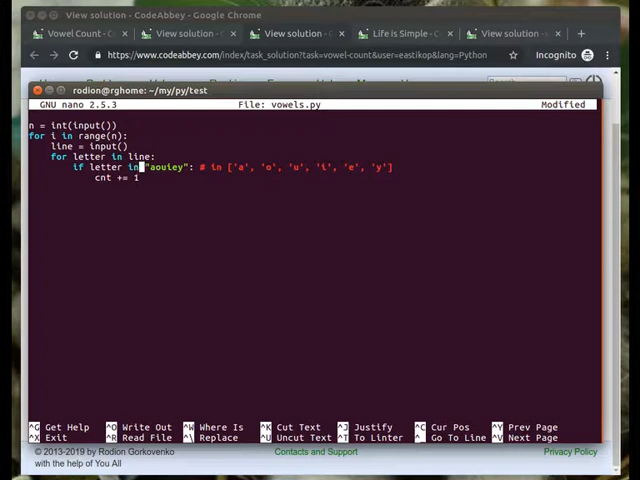 View solution - CodeAbbey - Google Chrome
Vowel Count - C
View solution -
View solution -
Life is Simple - C
View solution -
https://www.codeabbey.com/index/task_solution?task=vowel-count&user=eastikop&lang=Python
Incognito
rodion@rghome: ~/my/py/test
GNU nano 2.5.3 File: vowels.py Modified
n = int(input())
for i in range(n):
line = input()
for letter in line:
if letter in "aouiey": # in ['a', 'o', 'u', 'i', 'e', 'y']
cnt += 1
^G Get Help ^O Write Out ^W Where Is ^K Cut Text ^J Justify ^C Cur Pos ^Y Prev Page
^X Exit ^R Read File ^\ Replace ^U Uncut Text ^T To Linter ^_ Go To Line ^V Next Page
© 2013-2019 by Rodion Gorkovenko Contacts and Support Privacy Policy
with the help of You All